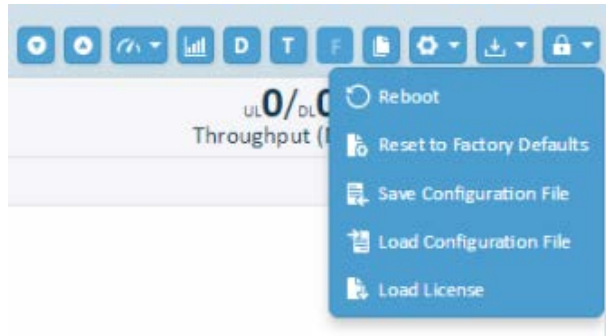 D T F
UL0/DL0
Throughput (
Reboot
Reset to Factory Defaults
Save Configuration File
Load Configuration File
Load License